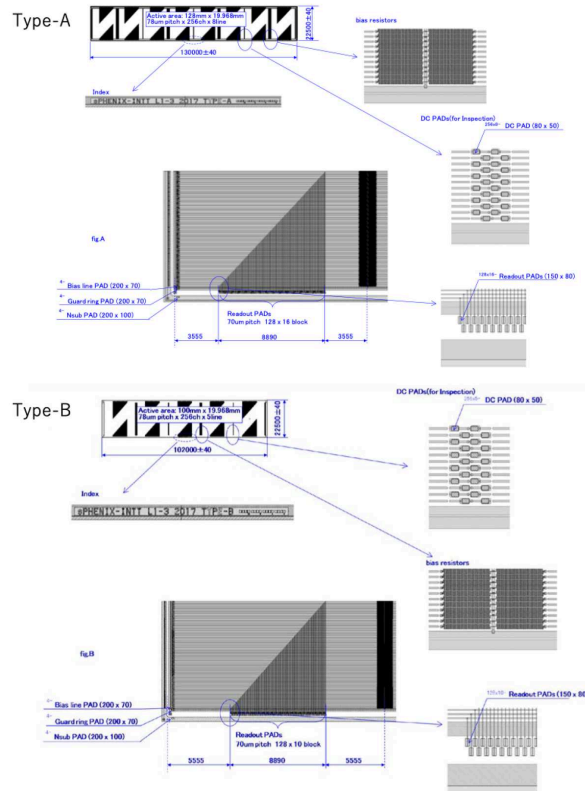 Type-A
Active area: 128mm x 19.968mm
78um pitch x 256ch x 8line
22500±40
130000±40
bias resistors
Index
sPHENIX-INTT L1-3 2017 TYPE-A
DC PADs(for Inspection)
DC PAD (80 x 50)
fig.A
Bias line PAD (200 x 70)
Guard ring PAD (200 x 70)
Nsub PAD (200 x 100)
Readout PADs
70um pitch 128 x 16 block
3555
8890
3555
Readout PADs (150 x 80)
Type-B
Active area: 100mm x 19.968mm
78um pitch x 256ch x 5line
22500±40
102000±40
DC PADs(for Inspection)
DC PAD (80 x 50)
Index
sPHENIX-INTT L1-3 2017 TYPE-B
bias resistors
fig.B
Bias line PAD (200 x 70)
Guard ring PAD (200 x 70)
Nsub PAD (200 x 100)
Readout PADs
70um pitch 128 x 10 block
5555
8890
5555
Readout PADs (150 x 80)